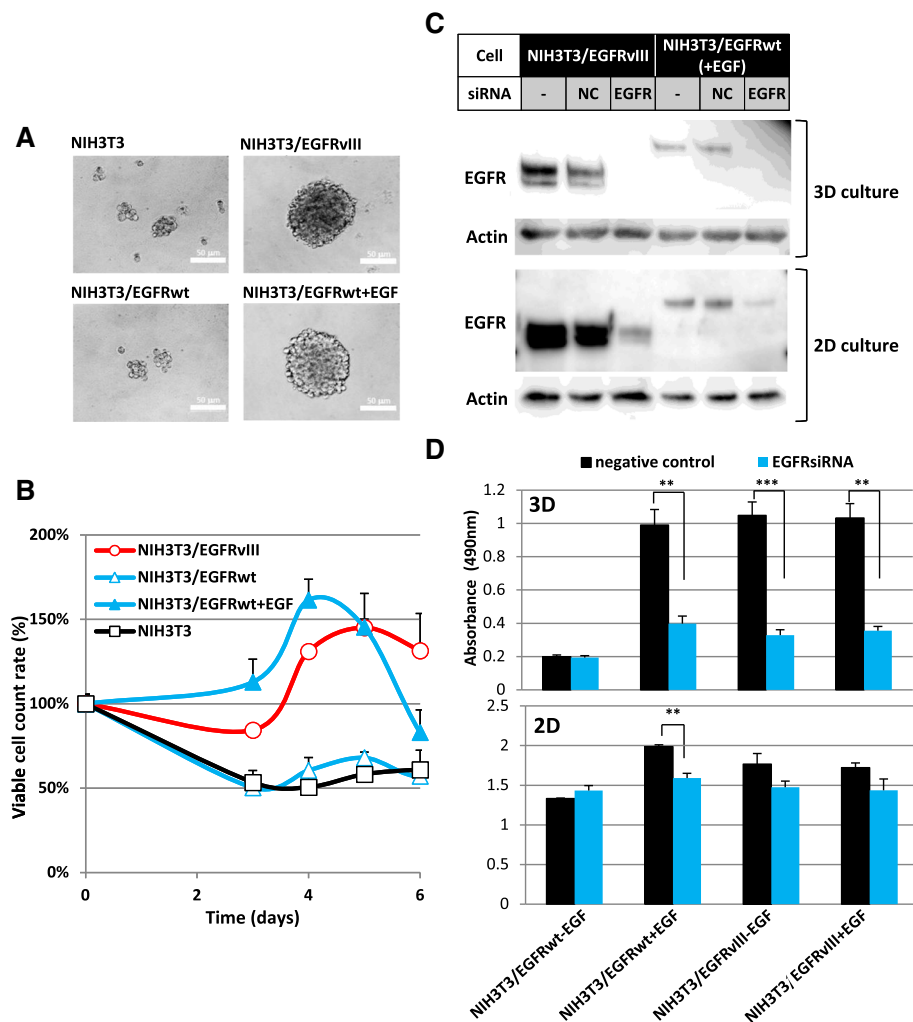 A
NIH3T3
NIH3T3/EGFRvIII
50 µm
50 µm
NIH3T3/EGFRwt
NIH3T3/EGFRwt+EGF
50 µm
50 µm
B
200%
150%
100%
50%
0%
Viable cell count rate (%)
NIH3T3/EGFRvIII
NIH3T3/EGFRwt
NIH3T3/EGFRwt+EGF
NIH3T3
0
2
4
6
Time (days)
C
Cell
NIH3T3/EGFRvIII
NIH3T3/EGFRwt
(+EGF)
siRNA
-
NC
EGFR
-
NC
EGFR
EGFR
Actin
3D culture
EGFR
Actin
2D culture
D
negative control
EGFRsiRNA
3D
**
***
**
1.2
1
0.8
0.6
0.4
0.2
0
Absorbance (490nm)
2D
**
2.5
2
1.5
1
0.5
0
NIH3T3/EGFRwt-EGF
NIH3T3/EGFRwt+EGF
NIH3T3/EGFRvIII-EGF
NIH3T3/EGFRvIII+EGF